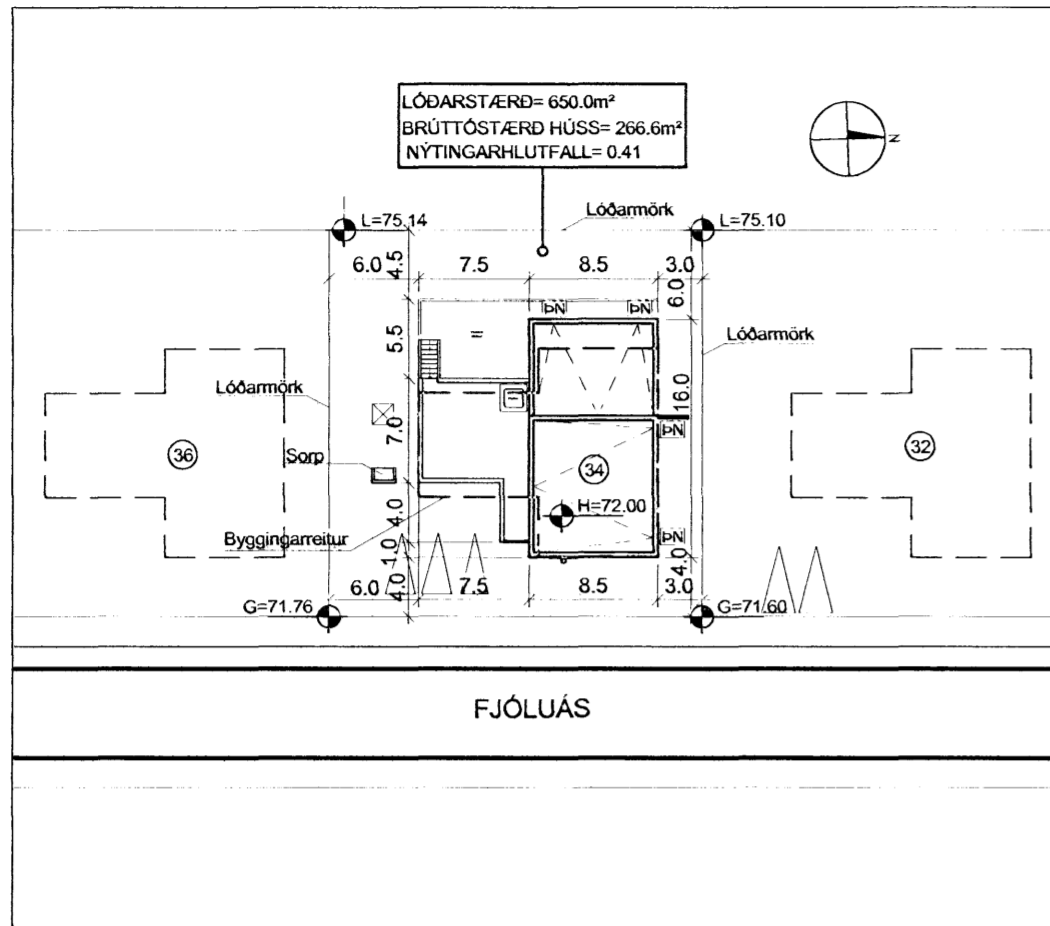 LÓÐARSTÆRÐ= 650.0m²
BRÚTTÓSTÆRÐ HÚSS= 266.6m²
NÝTINGARHLUTFALL= 0.41
N
L=75.14
Lóðarmörk
L=75.10
6.0
4.5
7.5
8.5
3.0
6.0
ÞN
ÞN
5.5
=
Lóðarmörk
Lóðarmörk
16.0
7.0
ÞN
36
Sorp
34
32
4.0
H=72.00
Byggingarreitur
1.0
ÞN
4.0
4.0
6.0
7.5
8.5
3.0
G=71.76
G=71.60
FJÓLUÁS